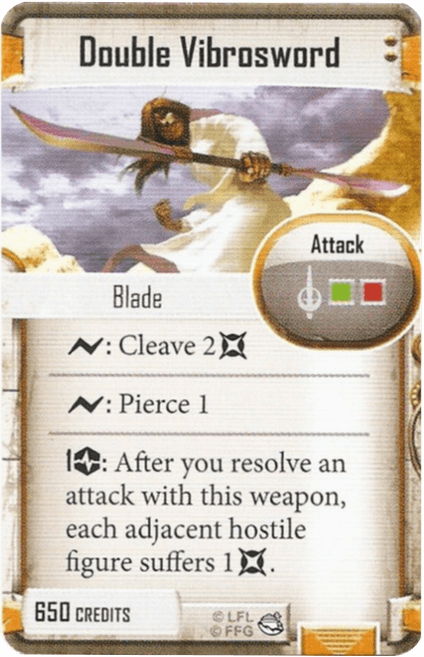 Double Vibrosword
Attack
Blade
: Cleave 2
: Pierce 1
1: After you resolve an
attack with this weapon,
each adjacent hostile
figure suffers 1.
650 CREDITS
© LFL
© FFG